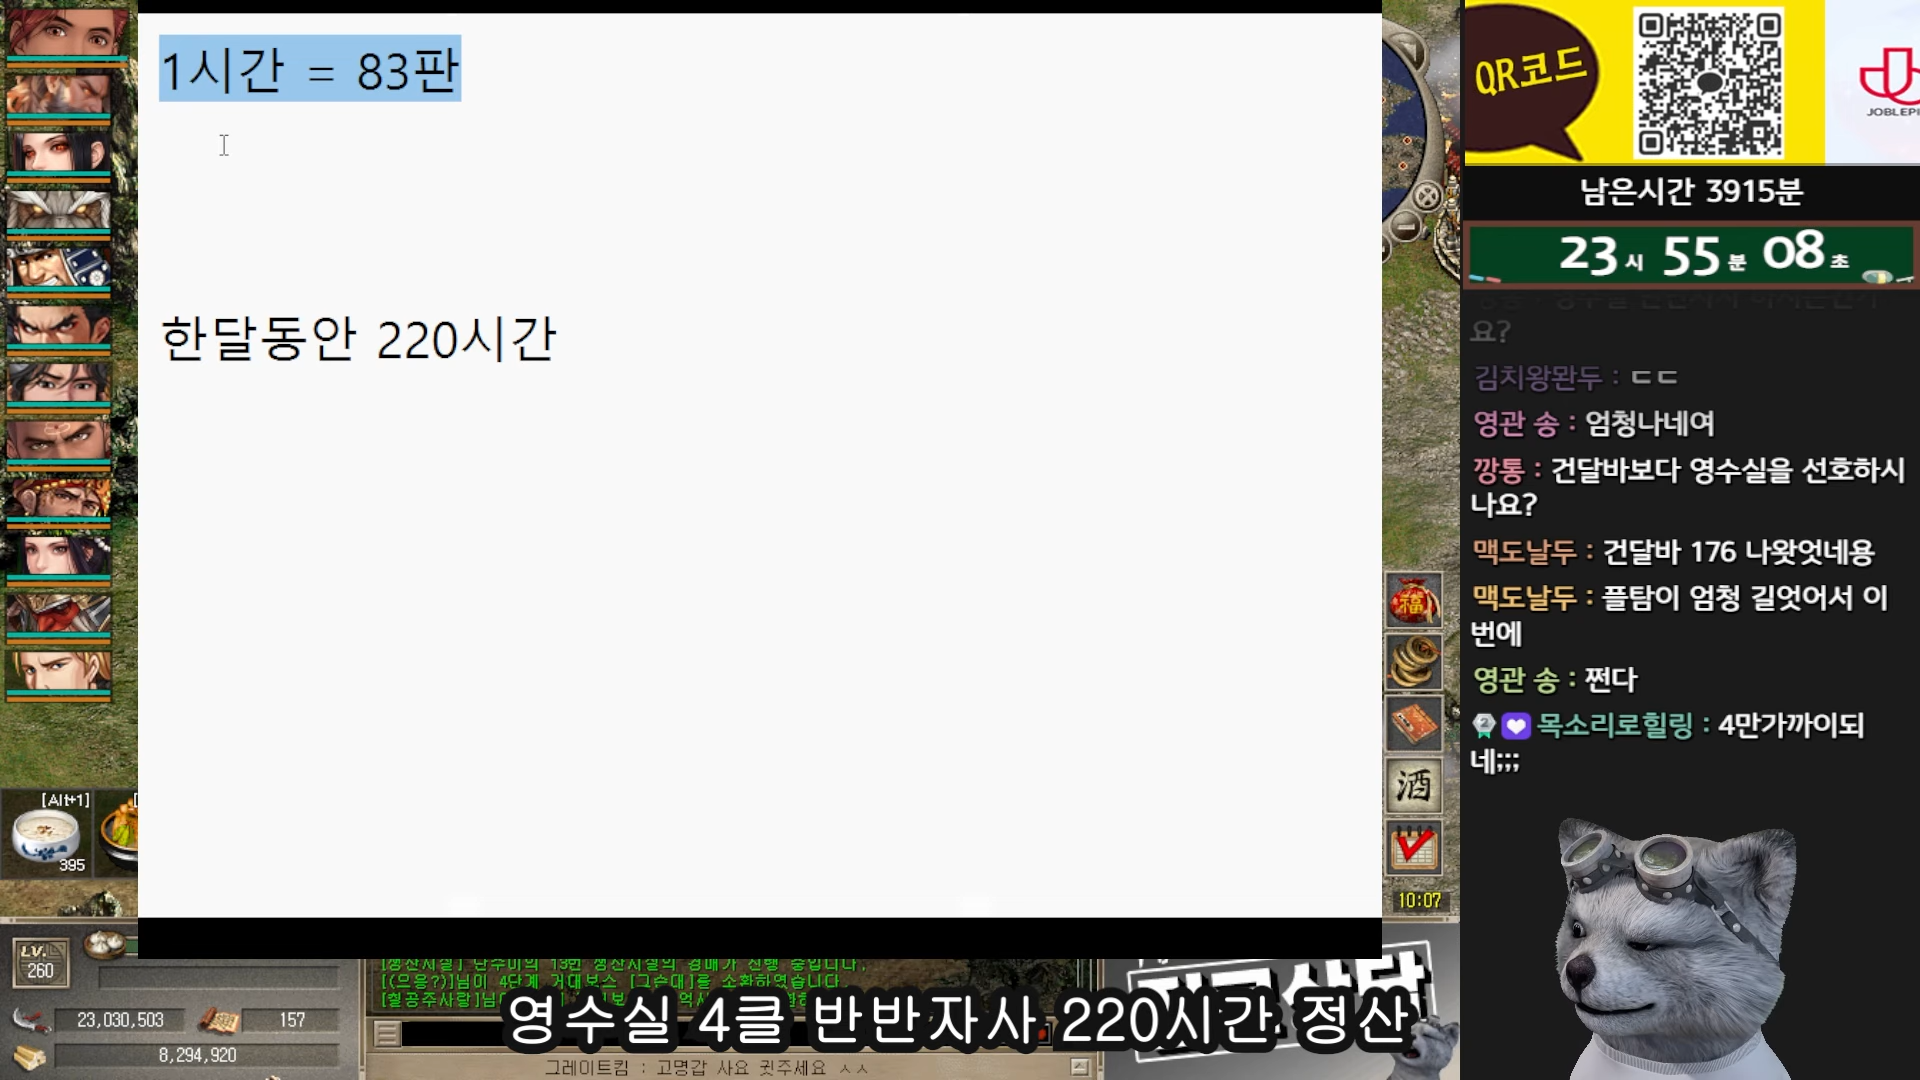 1시간 = 83판
한달동안 220시간
QR코드
남은시간 3915분
23시 55분 08초
요?
김치왕뫈두 : ㄷㄷ
영관 송 : 엄청나네여
깡통 : 건달바보다 영수실을 선호하시
나요?
맥도날두 : 건달바 176 나왓엇네용
맥도날두 : 플탐이 엄청 길엇어서 이
번에
영관 송 : 쩐다
목소리로힐링 : 4만가까이되
네;;;
福
酒
10:07
[Alt+1]
395
LV.
260
23,030,503
157
8,294,920
영수실 4클 반반자사 220시간 정산
그레이트킴 : 고명갑 사요 귓주세요 ㅅㅅ